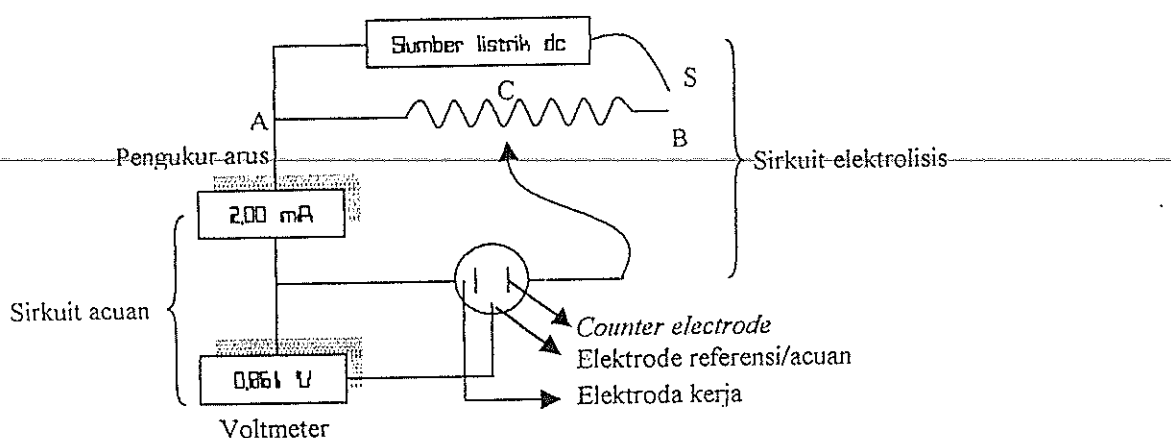 Sumber listrik dc
S
C
A
B
Pengukur arus
Sirkuit elektrolisis
2,00 mA
Sirkuit acuan
Counter electrode
Elektrode referensi/acuan
0,861 V
Elektroda kerja
Voltmeter